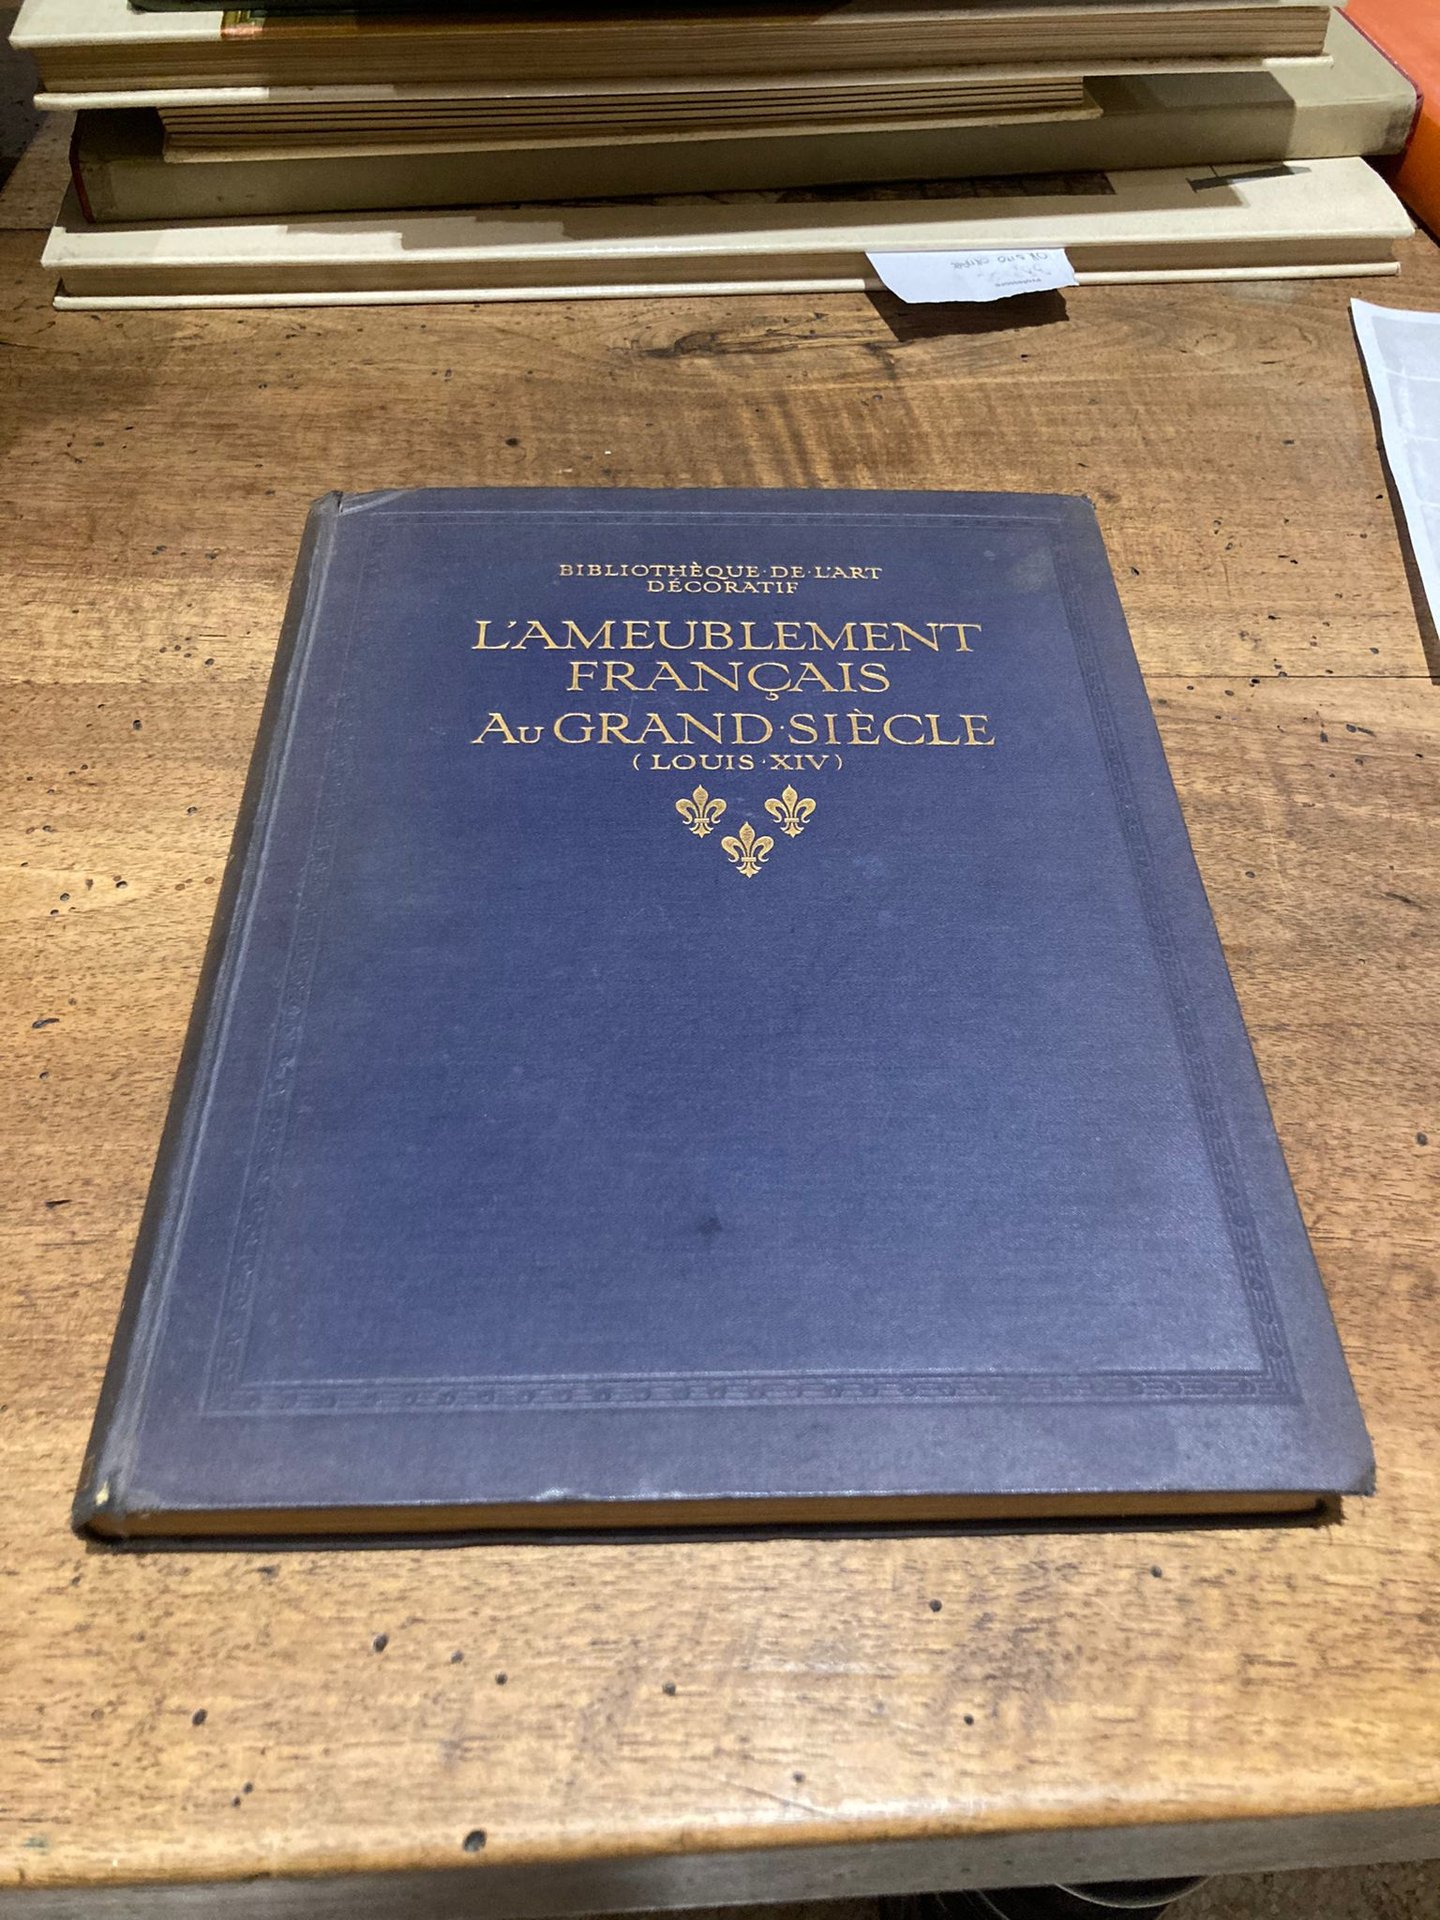 BIBLIOTHÈQUE·DE·L'ART
DÉCORATIF
L'AMEUBLEMENT
FRANÇAIS
AU GRAND·SIÈCLE
(LOUIS·XIV)